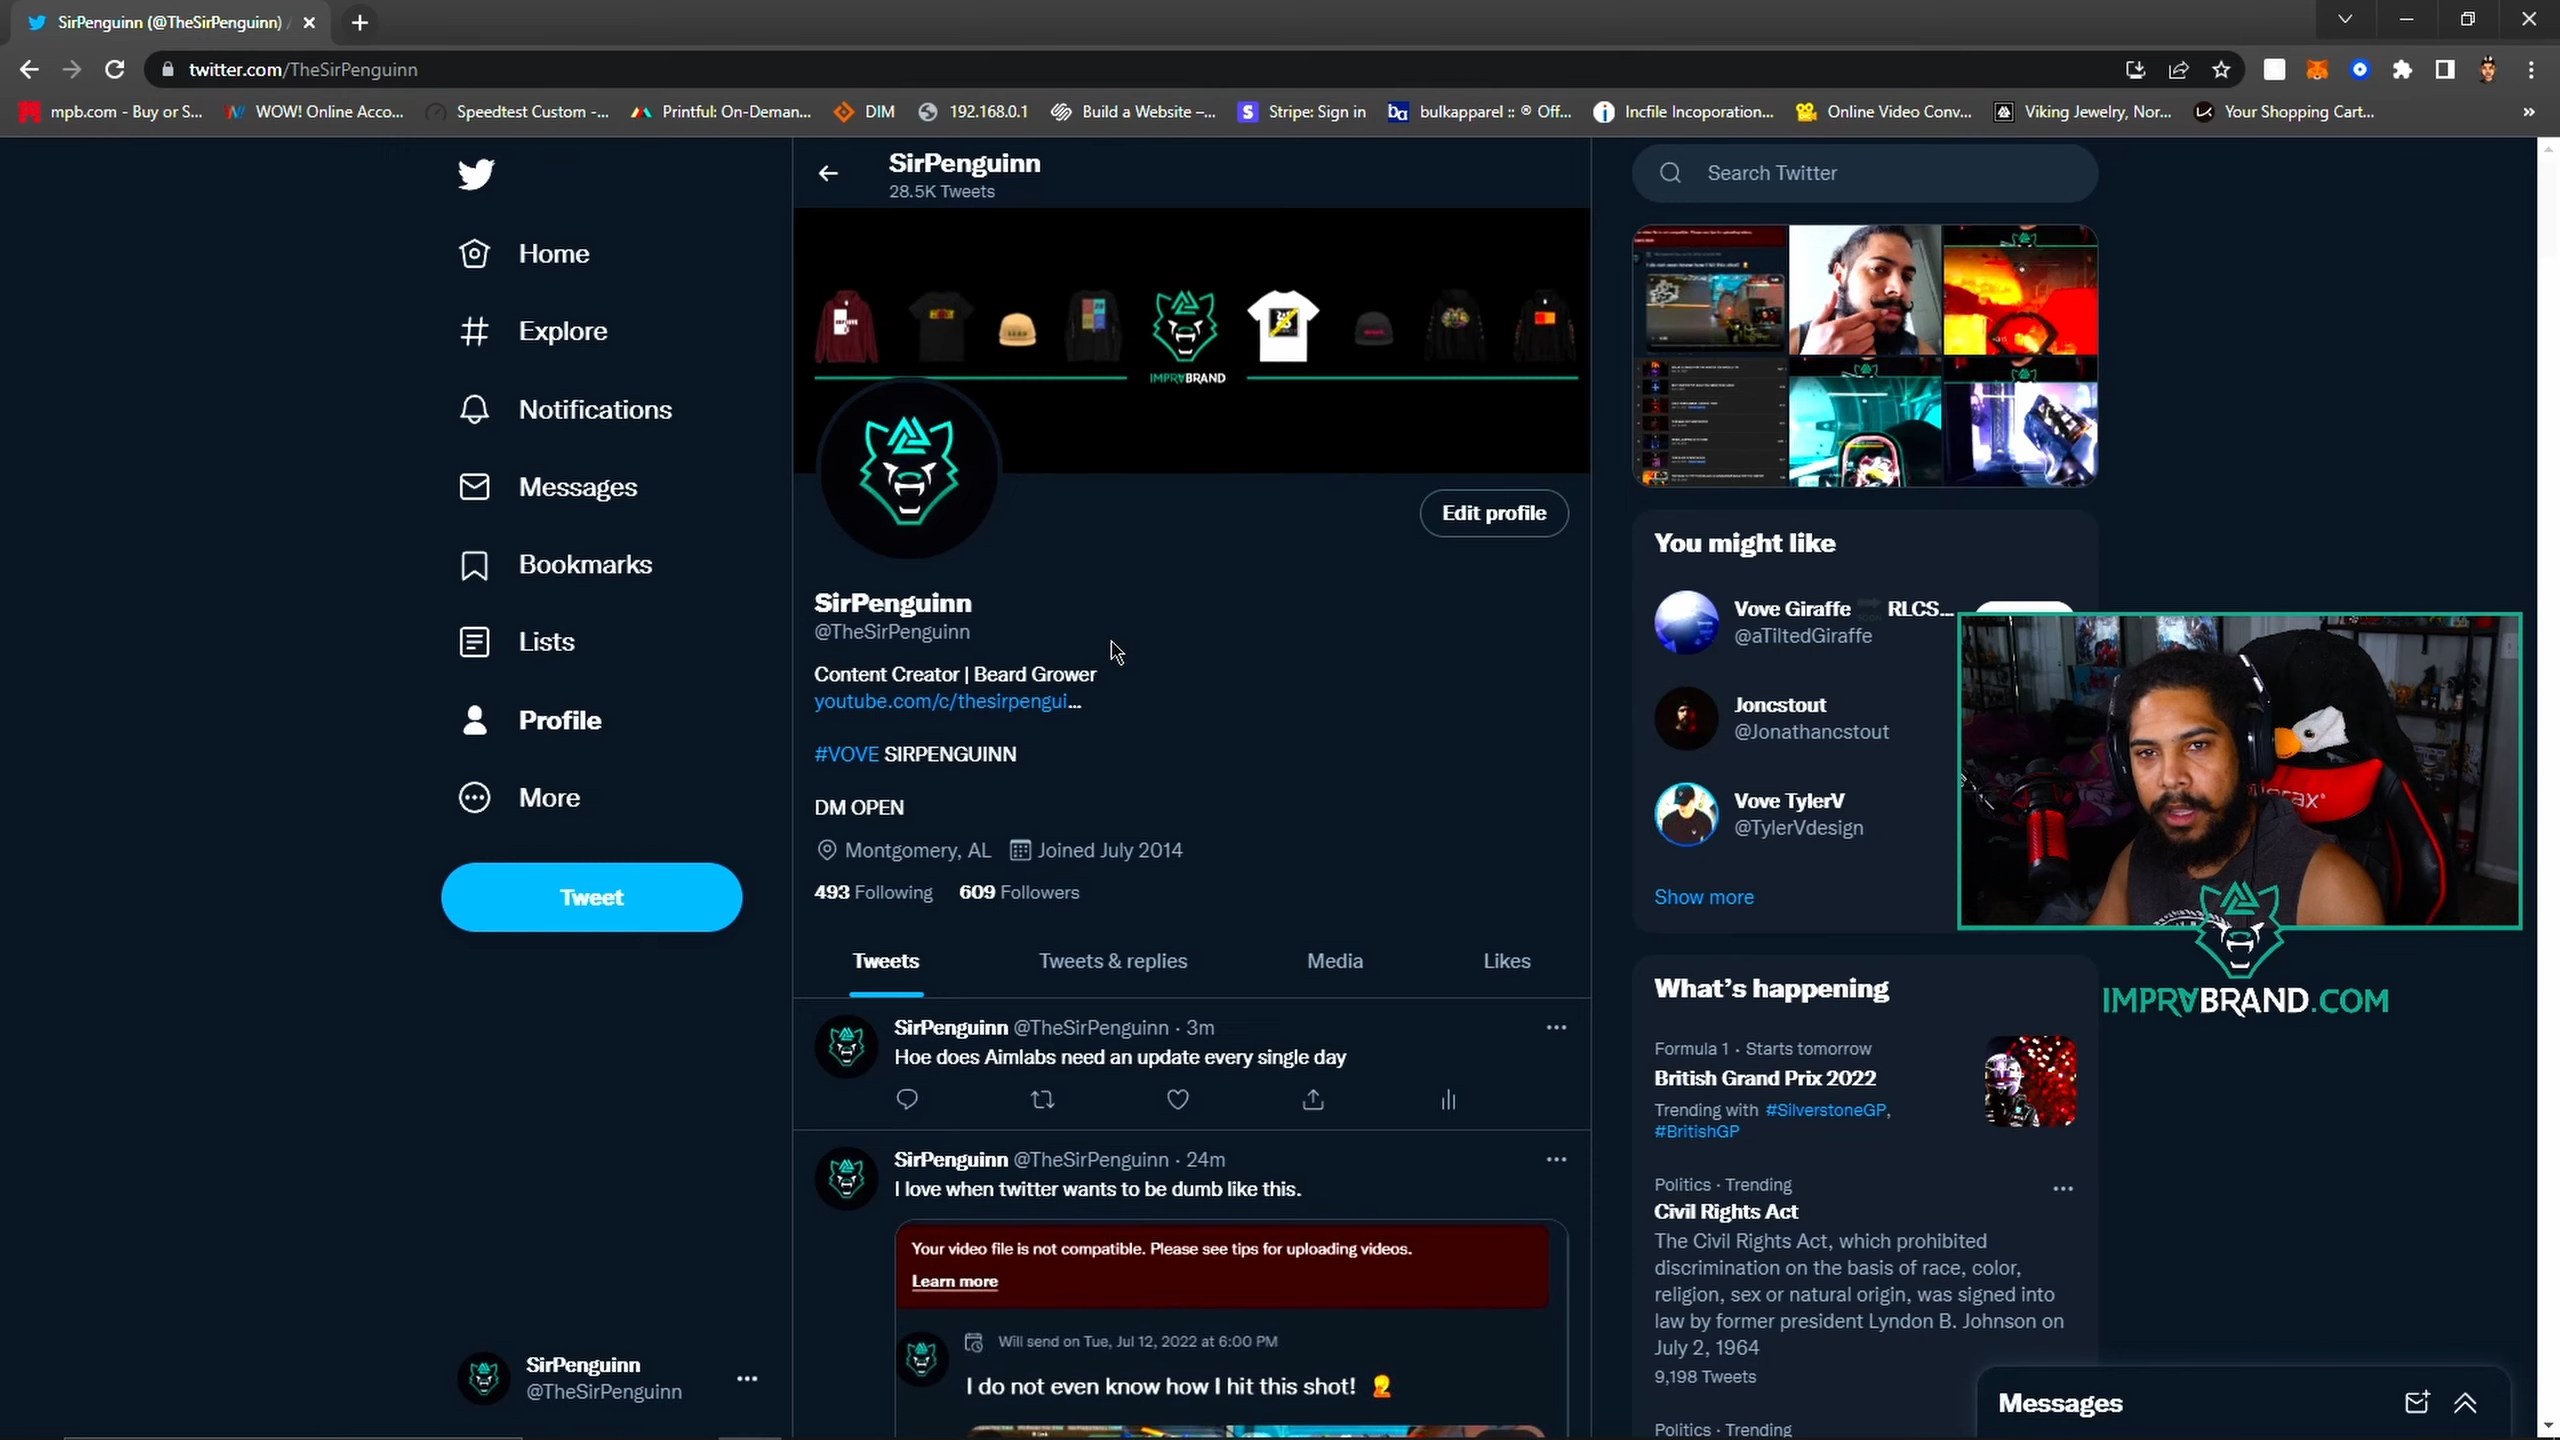 SirPenguinn (@TheSirPenguinn) /
twitter.com/TheSirPenguinn
mpb.com - Buy or S...
WOW! Online Acco...
Speedtest Custom -...
Printful: On-Deman...
DIM
192.168.0.1
Build a Website –...
Stripe: Sign in
bulkapparel :: ® Off...
Incfile Incoporation...
Online Video Conv...
Viking Jewelry, Nor...
Your Shopping Cart...
Home
Explore
Notifications
Messages
Bookmarks
Lists
Profile
More
Tweet
SirPenguinn
@TheSirPenguinn
SirPenguinn
28.5K Tweets
IMPRVBRAND
Edit profile
SirPenguinn
@TheSirPenguinn
Content Creator | Beard Grower
youtube.com/c/thesirpengui...
#VOVE SIRPENGUINN
DM OPEN
Montgomery, AL Joined July 2014
493 Following 609 Followers
Tweets
Tweets & replies
Media
Likes
SirPenguinn @TheSirPenguinn · 3m
Hoe does Aimlabs need an update every single day
SirPenguinn @TheSirPenguinn · 24m
I love when twitter wants to be dumb like this.
Your video file is not compatible. Please see tips for uploading videos.
Learn more
Will send on Tue, Jul 12, 2022 at 6:00 PM
I do not even know how I hit this shot!
Search Twitter
You might like
Vove Giraffe RLCS...
@aTiltedGiraffe
Joncstout
@Jonathancstout
Vove TylerV
@TylerVdesign
Show more
IMPRVBRAND.COM
What's happening
Formula 1 · Starts tomorrow
British Grand Prix 2022
Trending with #SilverstoneGP,
#BritishGP
Politics · Trending
Civil Rights Act
The Civil Rights Act, which prohibited
discrimination on the basis of race, color,
religion, sex or natural origin, was signed into
law by former president Lyndon B. Johnson on
July 2, 1964
9,198 Tweets
Politics · Trending
Messages